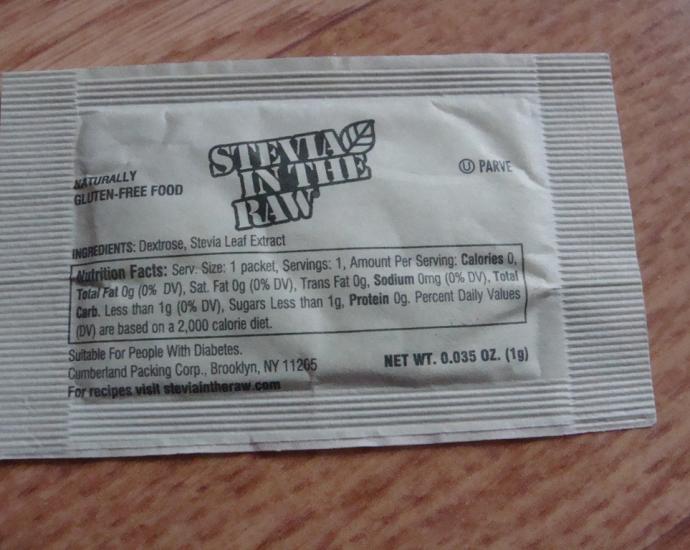 STEVIA
IN THE
RAW
NATURALLY
GLUTEN-FREE FOOD
Ⓤ PARVE
INGREDIENTS: Dextrose, Stevia Leaf Extract
Nutrition Facts: Serv. Size: 1 packet, Servings: 1, Amount Per Serving: Calories 0,
Total Fat 0g (0% DV), Sat. Fat 0g (0% DV), Trans Fat 0g, Sodium 0mg (0% DV), Total
Carb. Less than 1g (0% DV), Sugars Less than 1g, Protein 0g. Percent Daily Values
(DV) are based on a 2,000 calorie diet.
Suitable For People With Diabetes.
Cumberland Packing Corp., Brooklyn, NY 11205
For recipes visit steviaintheraw.com
NET WT. 0.035 OZ. (1g)